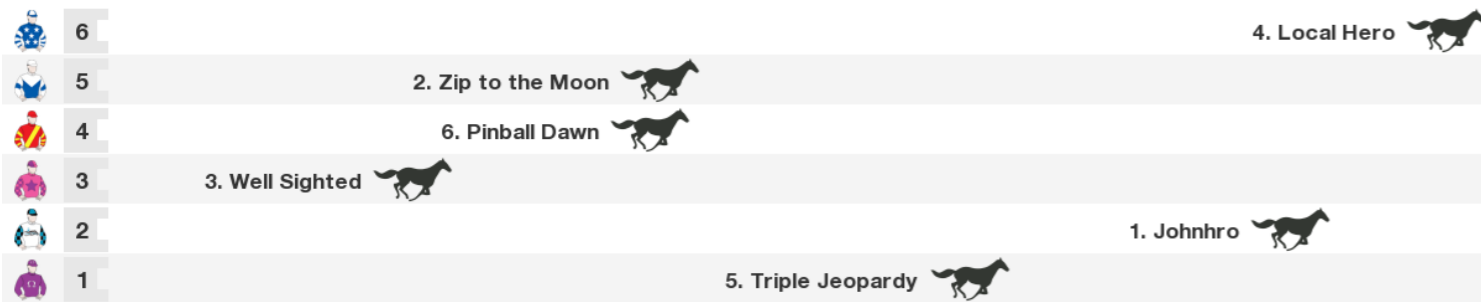 6 4. Local Hero
5 2. Zip to the Moon
4 6. Pinball Dawn
3 3. Well Sighted
2 1. Johnhro
1 5. Triple Jeopardy